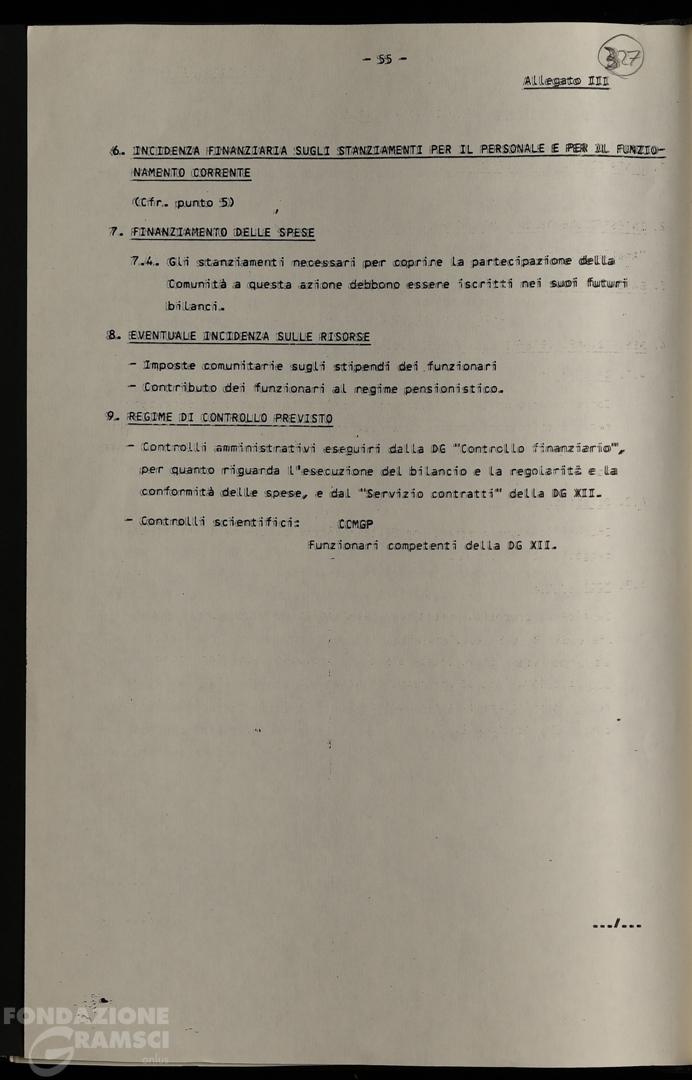 - 55 -
327
Allegato III
6. INCIDENZA FINANZIARIA SUGLI STANZIAMENTI PER IL PERSONALE E PER IL FUNZIO-
NAMENTO CORRENTE
(Cfr. punto 5)
7. FINANZIAMENTO DELLE SPESE
7.4. Gli stanziamenti necessari per coprire la partecipazione della
Comunità a questa azione debbono essere iscritti nei suoi futuri
bilanci.
8. EVENTUALE INCIDENZA SULLE RISORSE
- Imposte comunitarie sugli stipendi dei funzionari
- Contributo dei funzionari al regime pensionistico.
9. REGIME DI CONTROLLO PREVISTO
- Controlli amministrativi eseguiri dalla DG "Controllo finanziario",
per quanto riguarda l'esecuzione del bilancio e la regolarità e la
conformità delle spese, e dal "Servizio contratti" della DG XII.
- Controlli scientifici: CCMGP
Funzionari competenti della DG XII.
.../...
FONDAZIONE
GRAMSCI
onlus